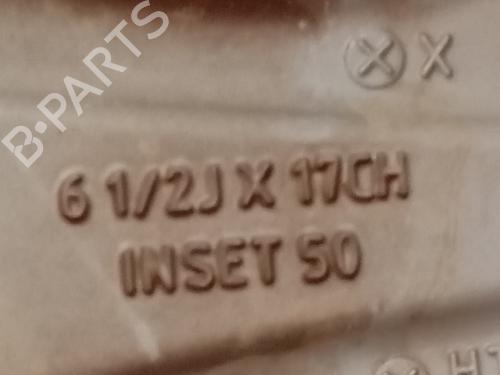 B·PARTS
X X
6 1/2J X 17CH
INSET 50